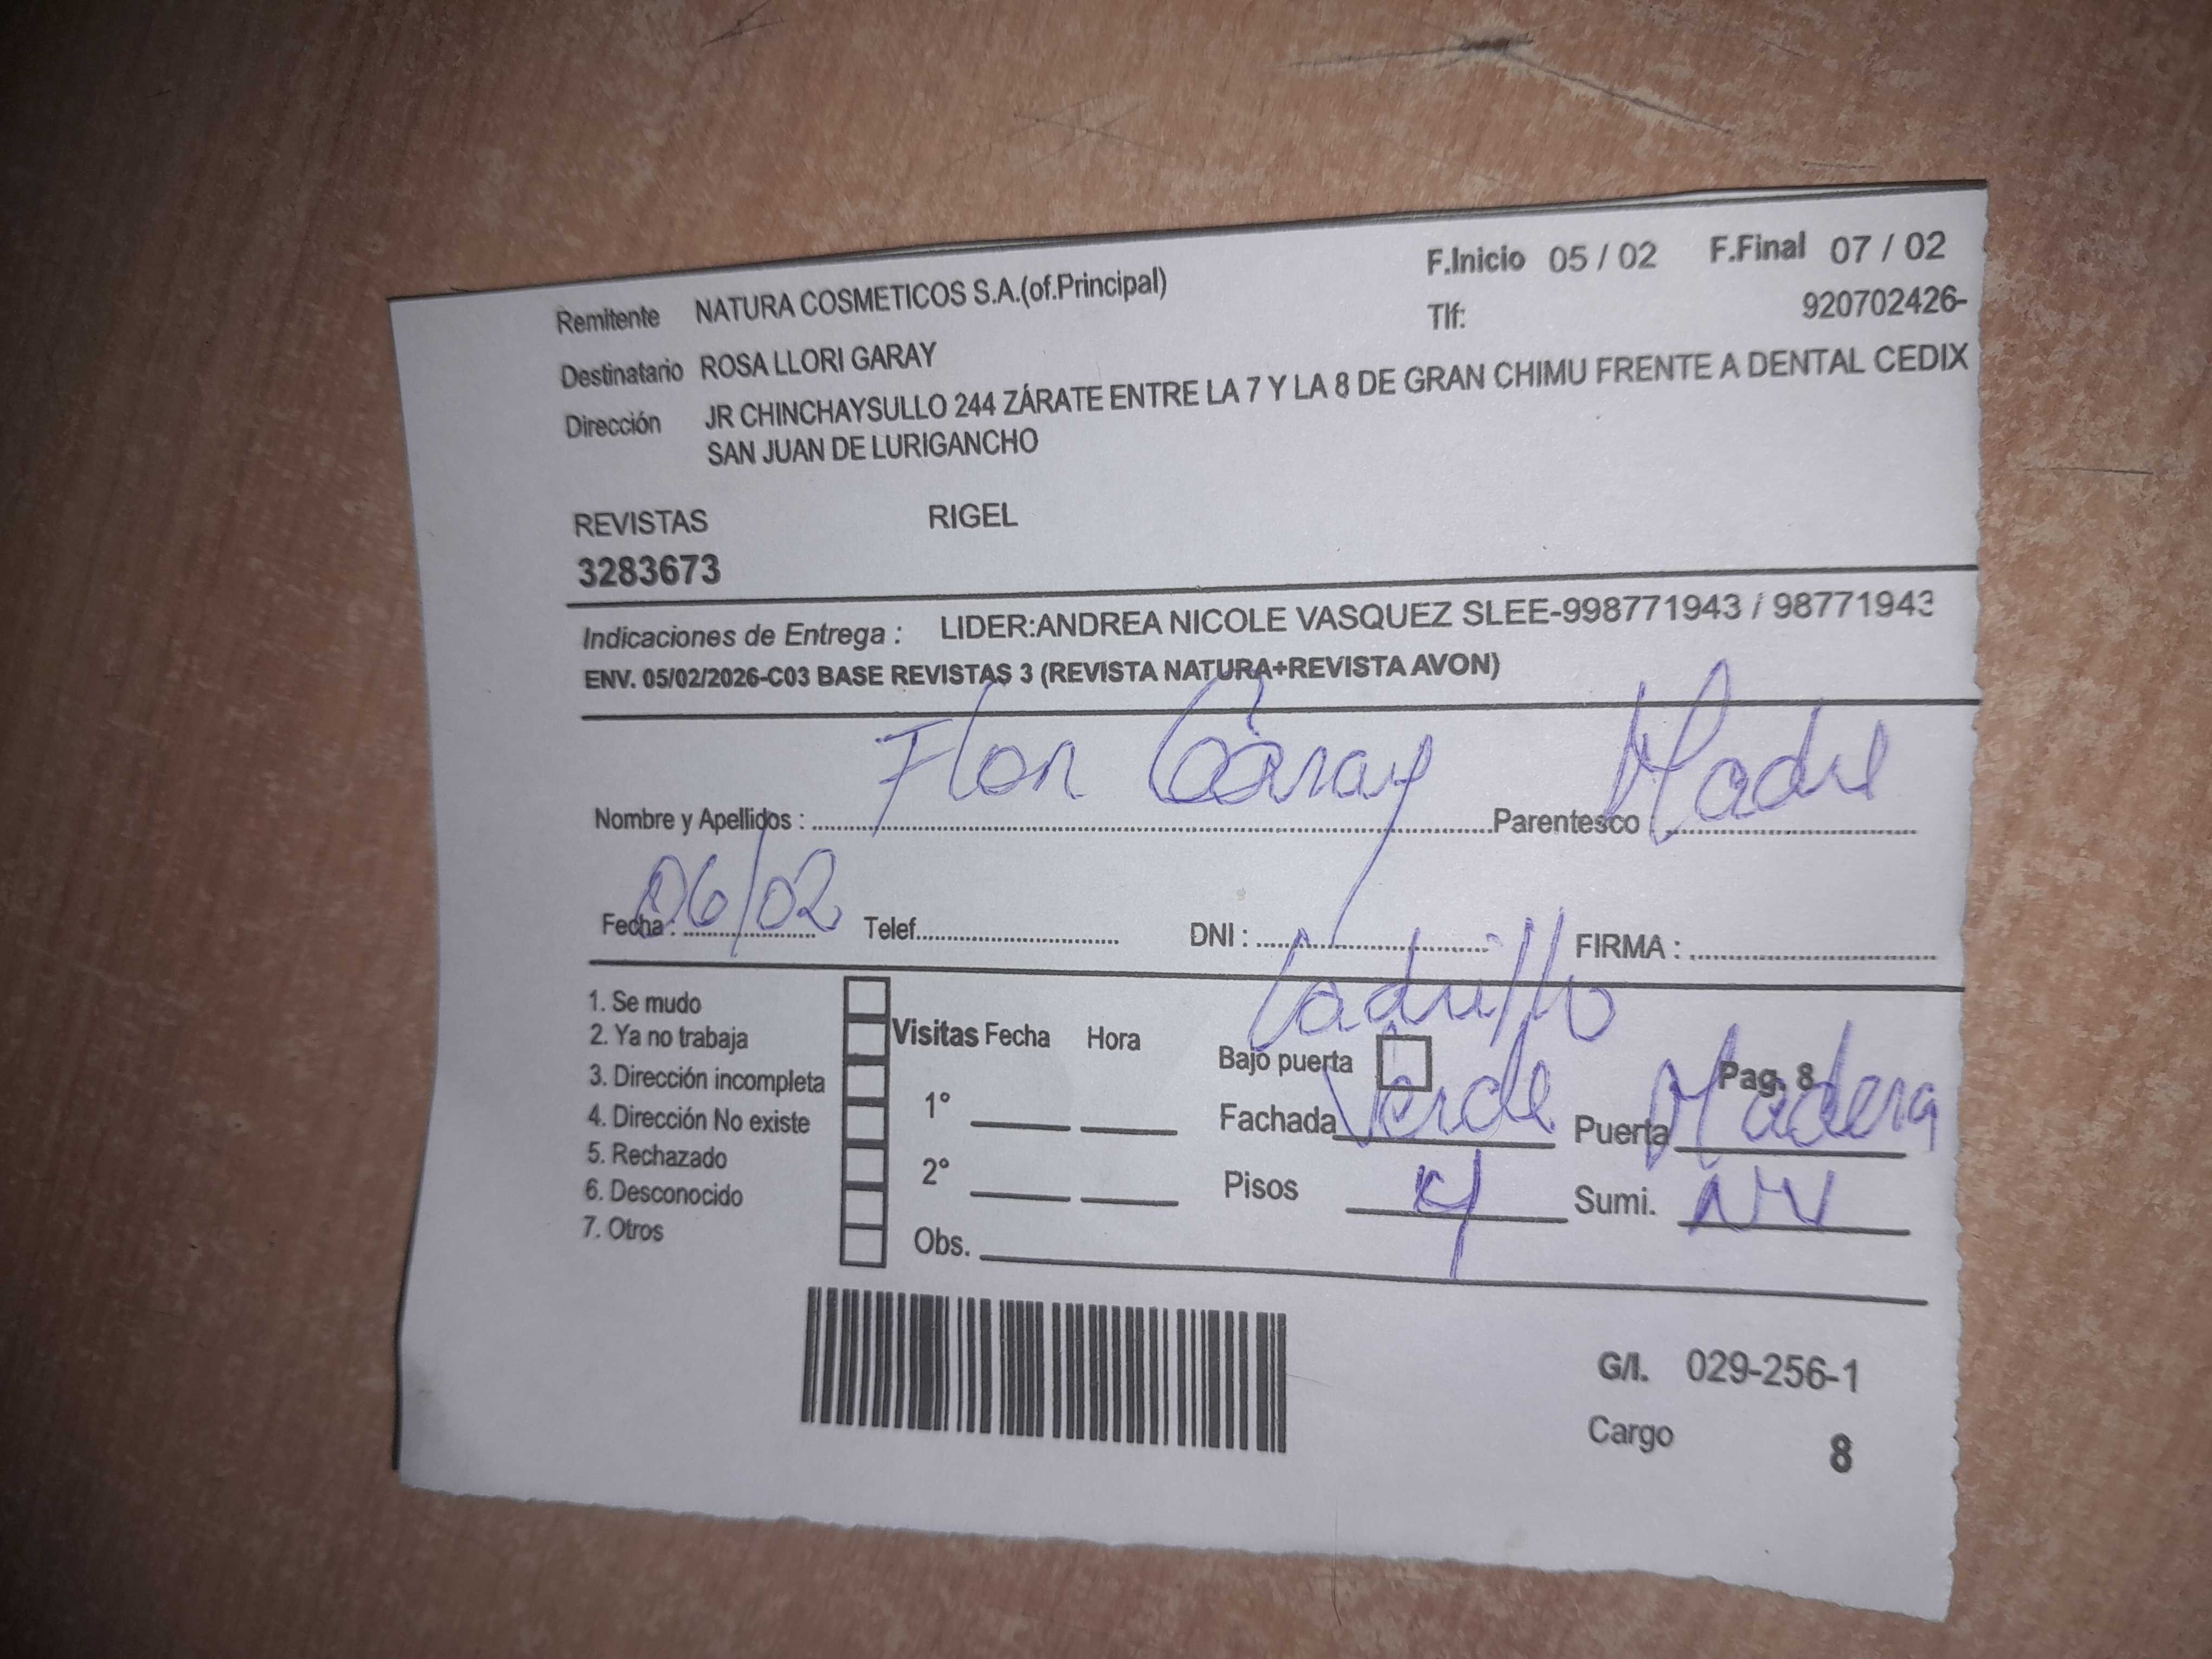 Remitente NATURA COSMETICOS S.A.(of.Principal) F.Inicio 05 / 02 F.Final 07 / 02
Tlf: 920702426-
Destinatario ROSA LLORI GARAY
Dirección JR CHINCHAYSULLO 244 ZÁRATE ENTRE LA 7 Y LA 8 DE GRAN CHIMU FRENTE A DENTAL CEDIX
SAN JUAN DE LURIGANCHO
REVISTAS RIGEL
3283673
Indicaciones de Entrega : LIDER:ANDREA NICOLE VASQUEZ SLEE-998771943 / 98771943
ENV. 05/02/2026-C03 BASE REVISTAS 3 (REVISTA NATURA+REVISTA AVON)
Nombre y Apellidos : Flor Garay Parentesco Madre
Fecha : 06/02 Telef. DNI : FIRMA :
Ladrillo
1. Se mudo
2. Ya no trabaja Visitas Fecha Hora Bajo puerta Pag. 8
3. Dirección incompleta 1° Fachada Verde Puerta Madera
4. Dirección No existe
5. Rechazado 2° Pisos 4 Sumi. NV
6. Desconocido
7. Otros Obs.
G/I. 029-256-1
Cargo 8